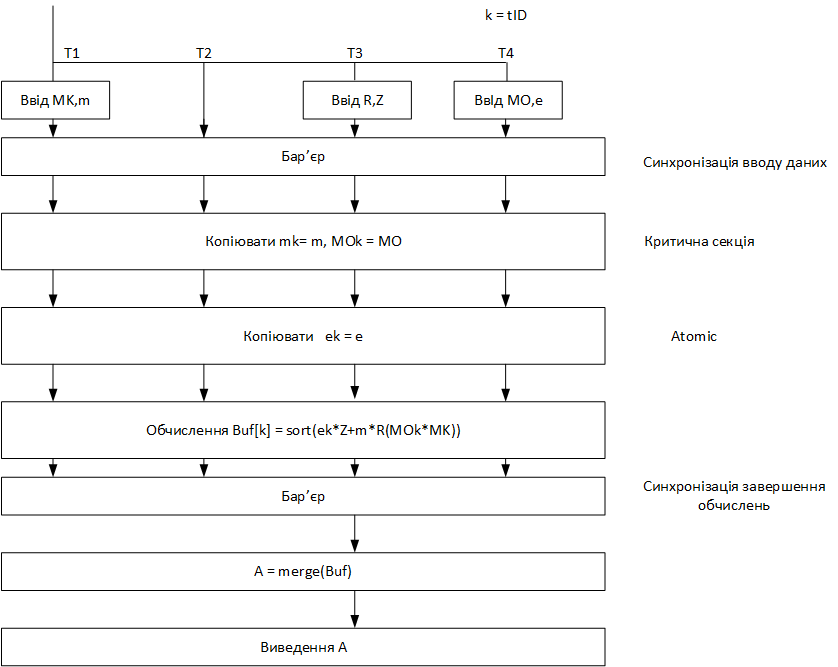 k = tID
T1 T2 T3 T4
Ввід MK,m Ввід R,Z Ввід MO,e
Бар’єр
Синхронізація вводу даних
Копіювати mk= m, MOk = MO
Критична секція
Копіювати ek = e
Atomic
Обчислення Buf[k] = sort(ek*Z+m*R(MOk*MK))
Бар’єр
Синхронізація завершення
обчислень
A = merge(Buf)
Виведення A